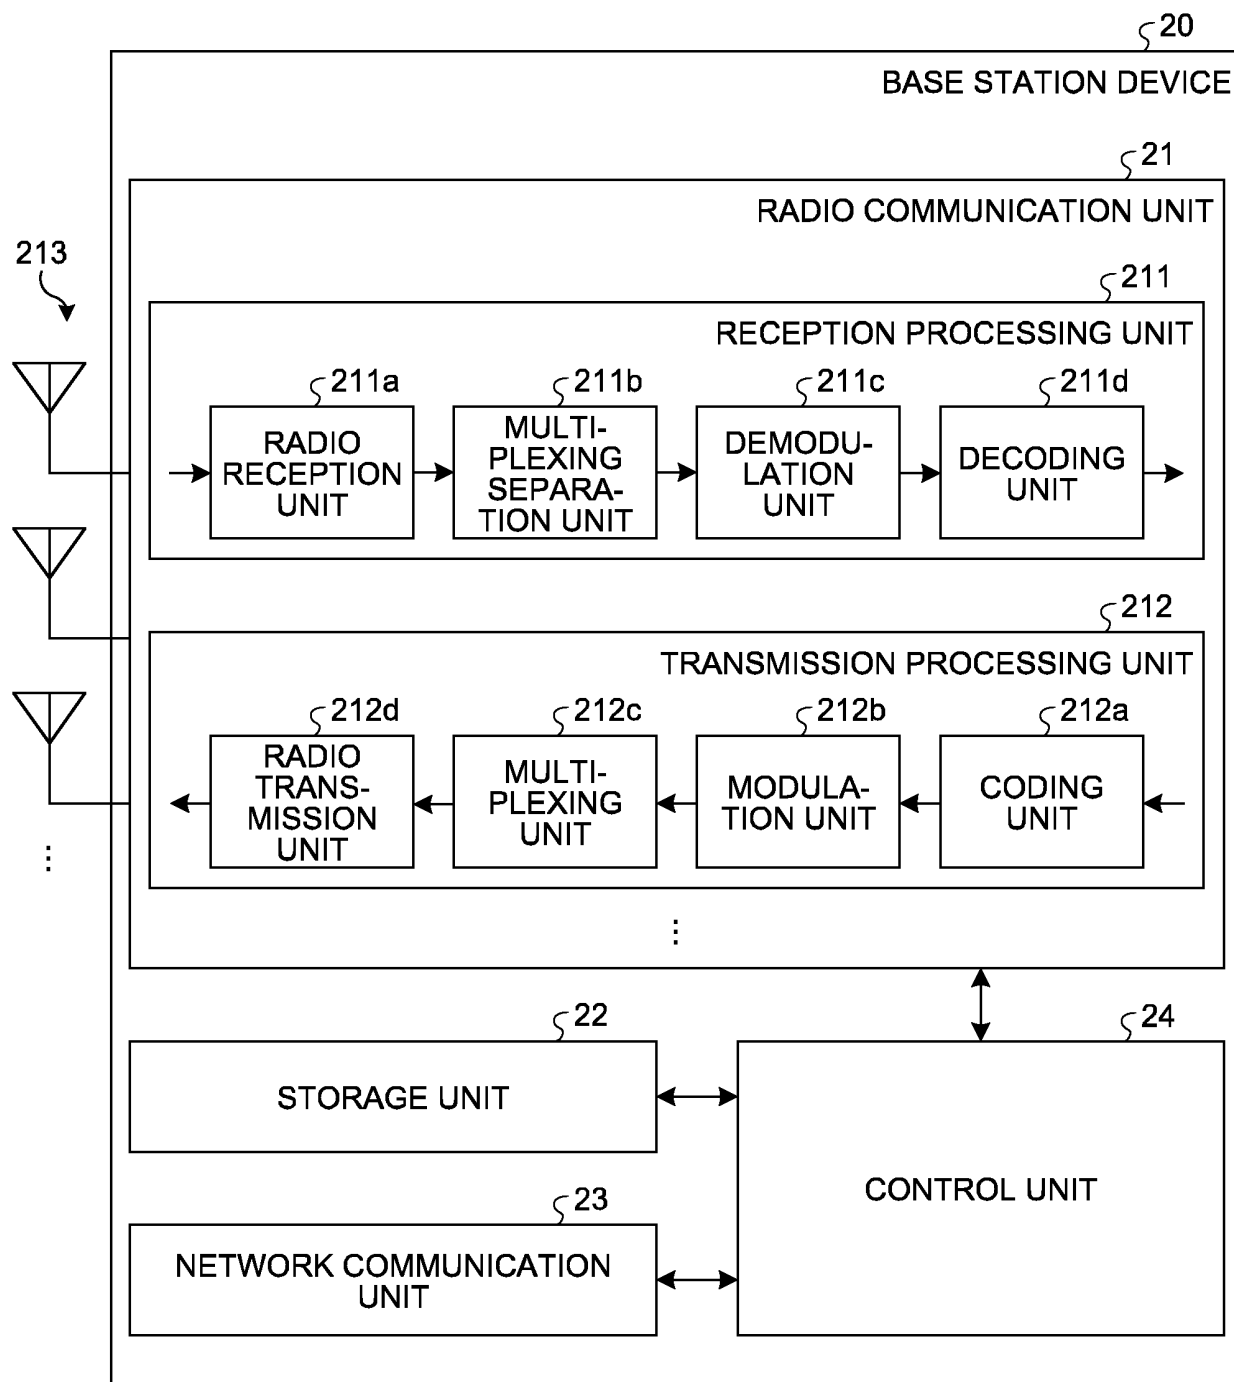 20
BASE STATION DEVICE
21
RADIO COMMUNICATION UNIT
213
211
RECEPTION PROCESSING UNIT
211a
RADIO
RECEPTION
UNIT
211b
MULTI-
PLEXING
SEPARA-
TION UNIT
211c
DEMODU-
LATION
UNIT
211d
DECODING
UNIT
212
TRANSMISSION PROCESSING UNIT
212d
RADIO
TRANS-
MISSION
UNIT
212c
MULTI-
PLEXING
UNIT
212b
MODULA-
TION UNIT
212a
CODING
UNIT
⋮
⋮
22
STORAGE UNIT
24
CONTROL UNIT
23
NETWORK COMMUNICATION
UNIT